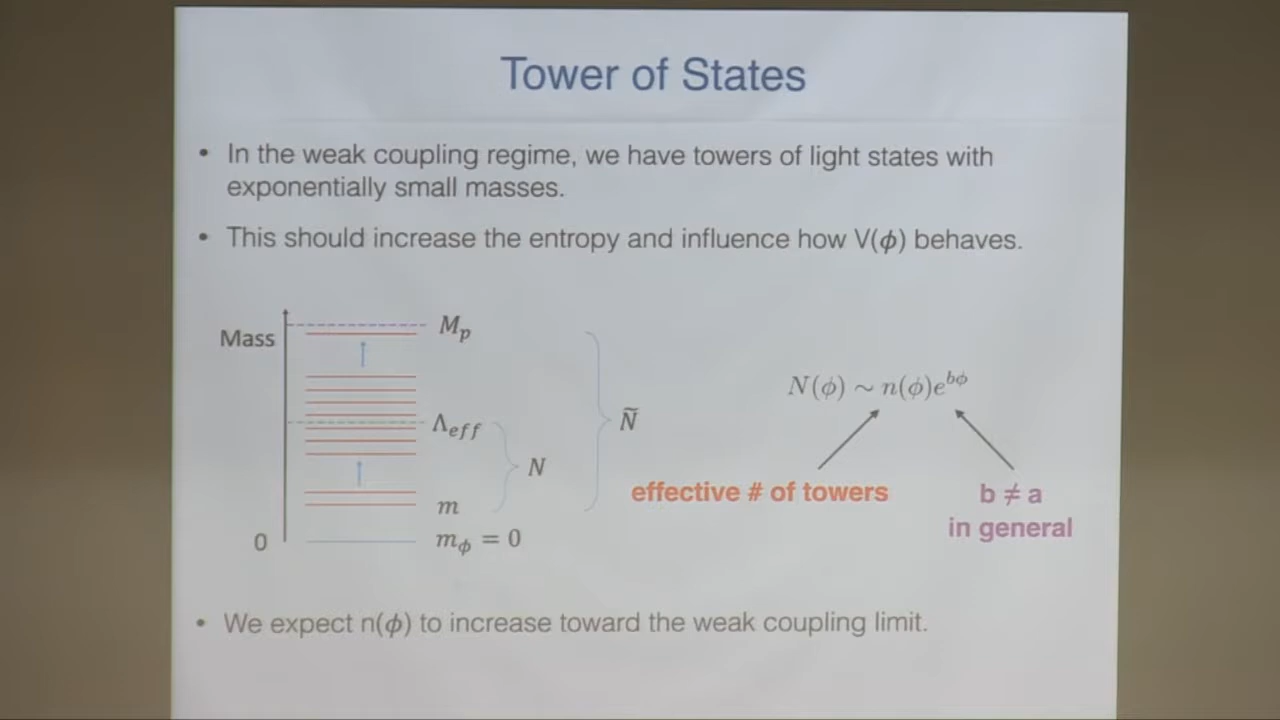 Tower of States
• In the weak coupling regime, we have towers of light states with
exponentially small masses.
• This should increase the entropy and influence how V(ϕ) behaves.
Mass
M_p
Λ_eff
N
Ñ
m
m_ϕ = 0
0
N(ϕ) ~ n(ϕ)e^{bϕ}
effective # of towers
b ≠ a
in general
• We expect n(ϕ) to increase toward the weak coupling limit.